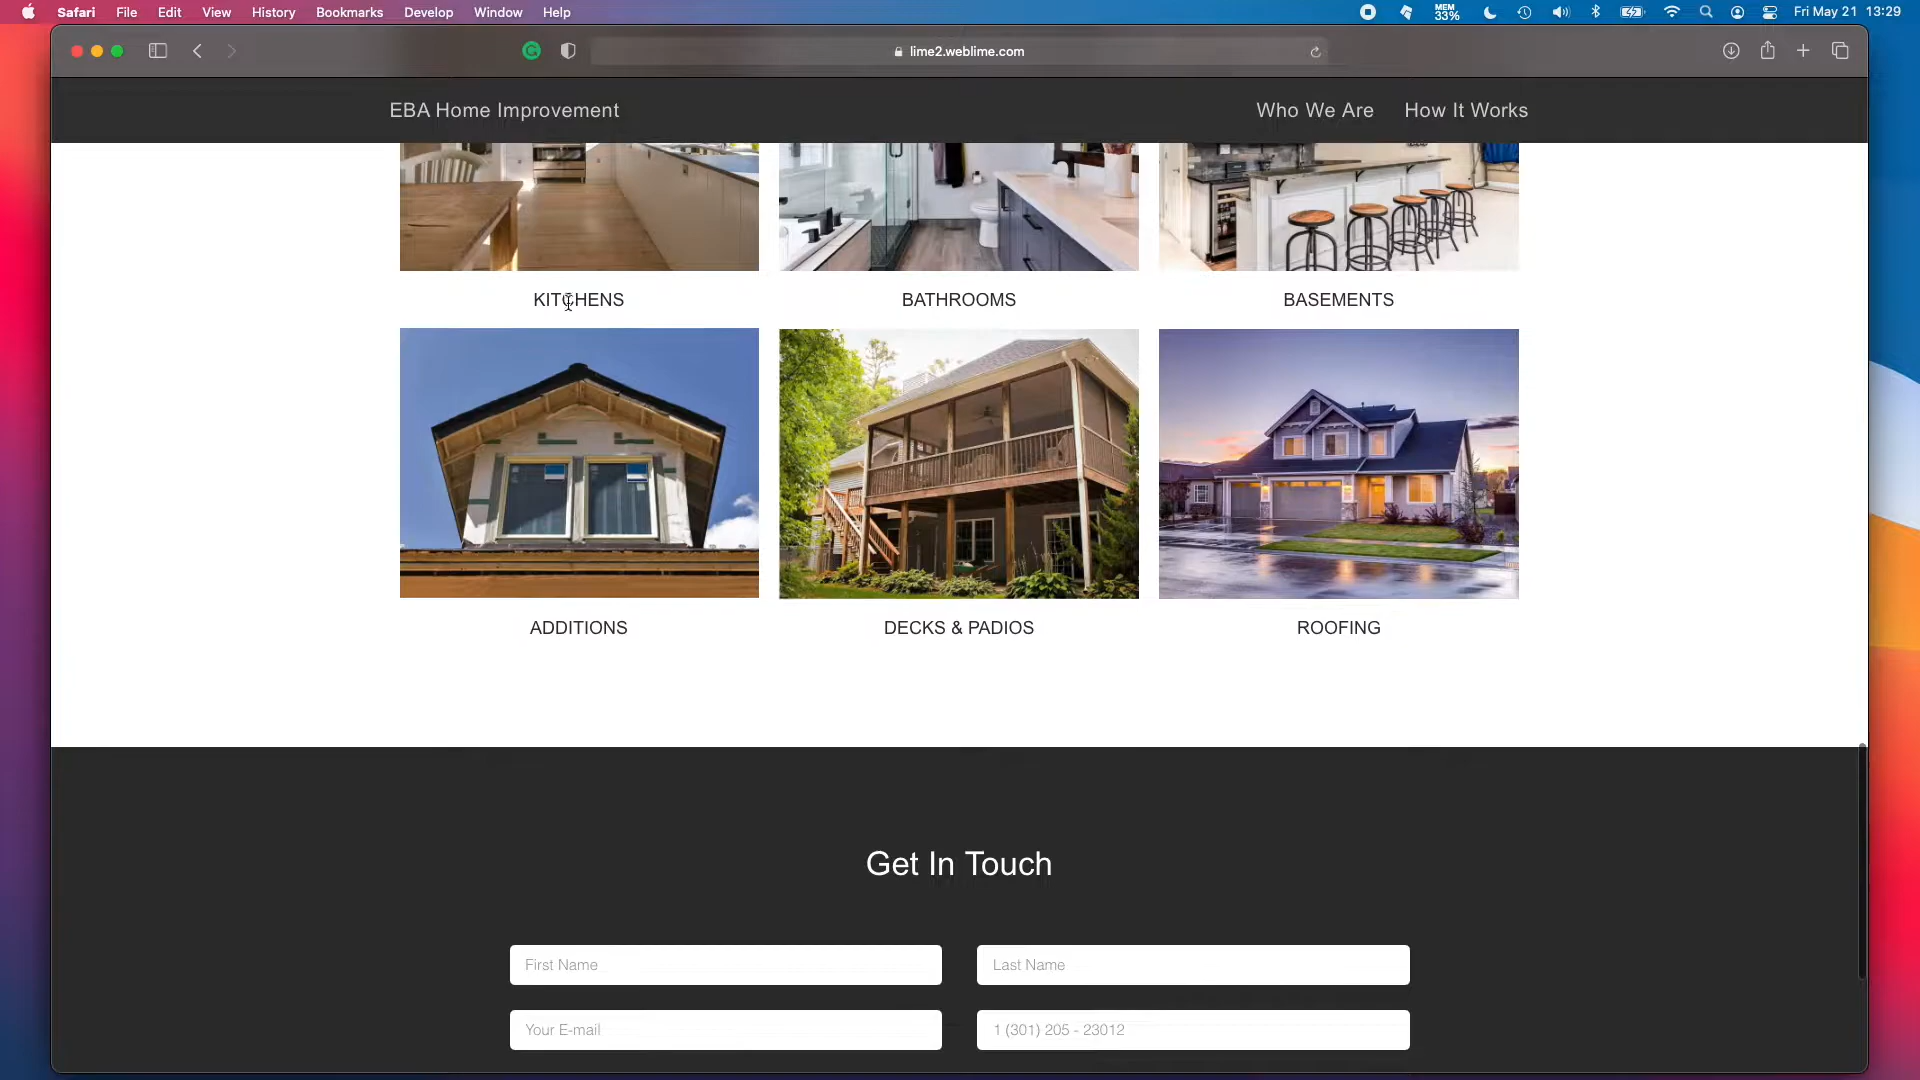 Safari File Edit View History Bookmarks Develop Window Help MEM 33% Fri May 21 13:29
lime2.weblime.com
EBA Home Improvement Who We Are How It Works
KITCHENS BATHROOMS BASEMENTS
ADDITIONS DECKS & PADIOS ROOFING
Get In Touch
First Name Last Name
Your E-mail 1 (301) 205 - 23012